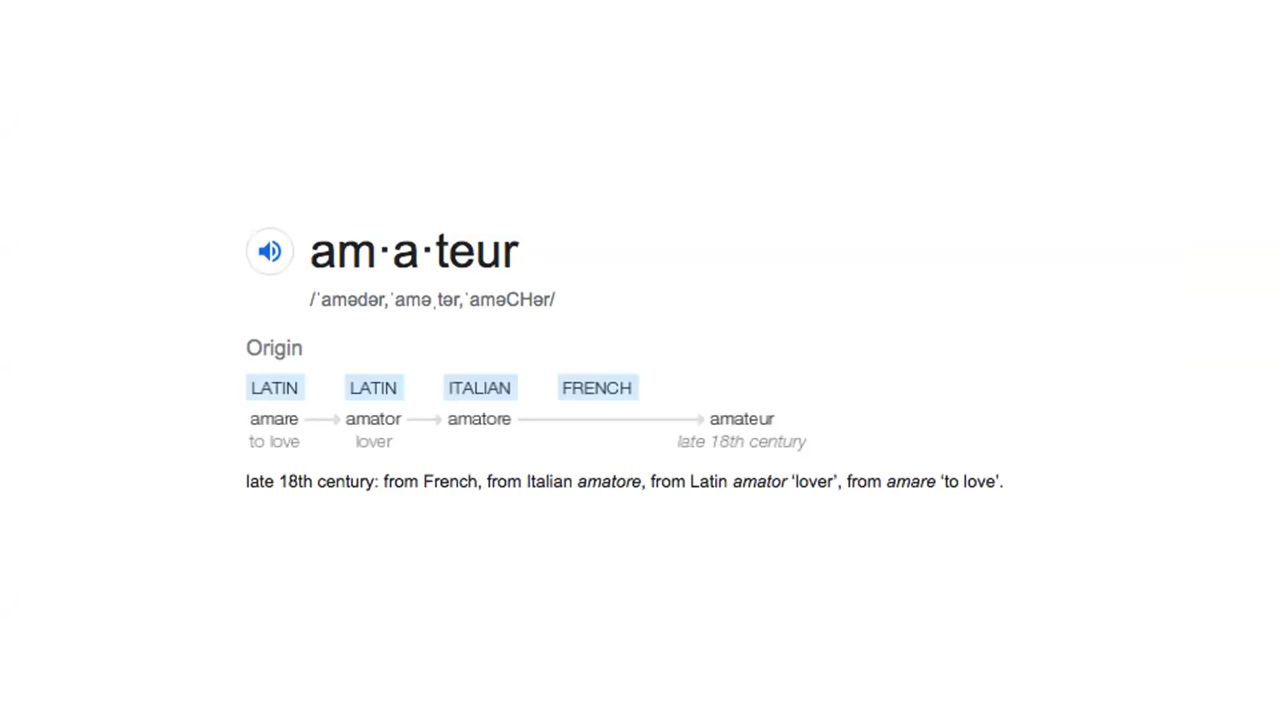 am·a·teur
/ˈamədər,ˈaməˌtər,ˈaməCHər/
Origin
LATIN LATIN ITALIAN FRENCH
amare amator amatore amateur
to love lover late 18th century
late 18th century: from French, from Italian amatore, from Latin amator ‘lover’, from amare ‘to love’.